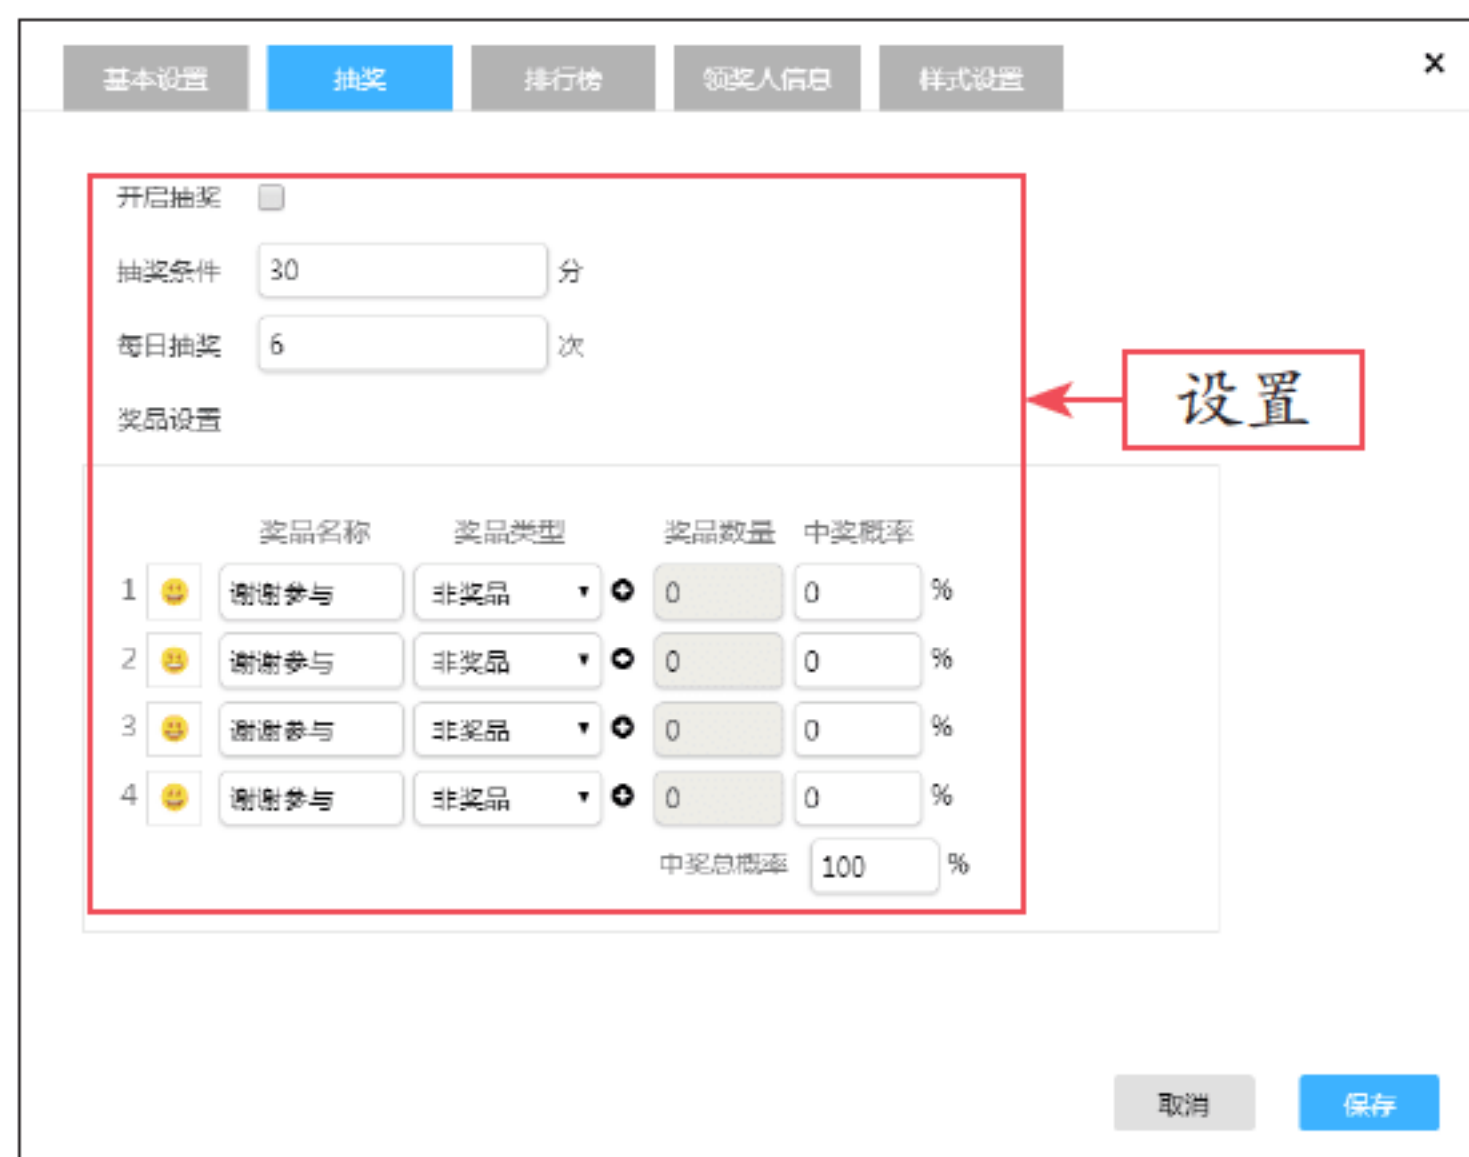 基本设置 抽奖 排行榜 领奖人信息 样式设置 ×
开启抽奖
抽奖条件 30 分
每日抽奖 6 次
设置
奖品设置
奖品名称 奖品类型 奖品数量 中奖概率
1 谢谢参与 非奖品 0 0 %
2 谢谢参与 非奖品 0 0 %
3 谢谢参与 非奖品 0 0 %
4 谢谢参与 非奖品 0 0 %
中奖总概率 100 %
取消 保存